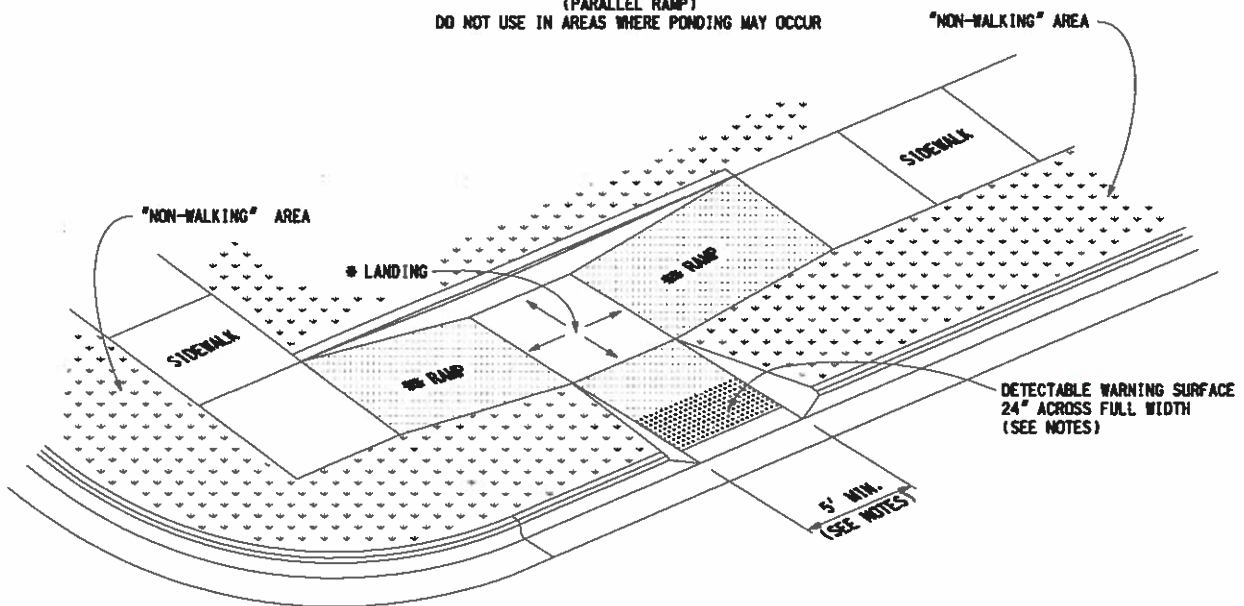 (PARALLEL RAMP)
DO NOT USE IN AREAS WHERE PONDING MAY OCCUR
"NON-WALKING" AREA
SIDEWALK
"NON-WALKING" AREA
** RAMP
* LANDING
SIDEWALK
** RAMP
DETECTABLE WARNING SURFACE
24" ACROSS FULL WIDTH
(SEE NOTES)
5' MIN.
(SEE NOTES)